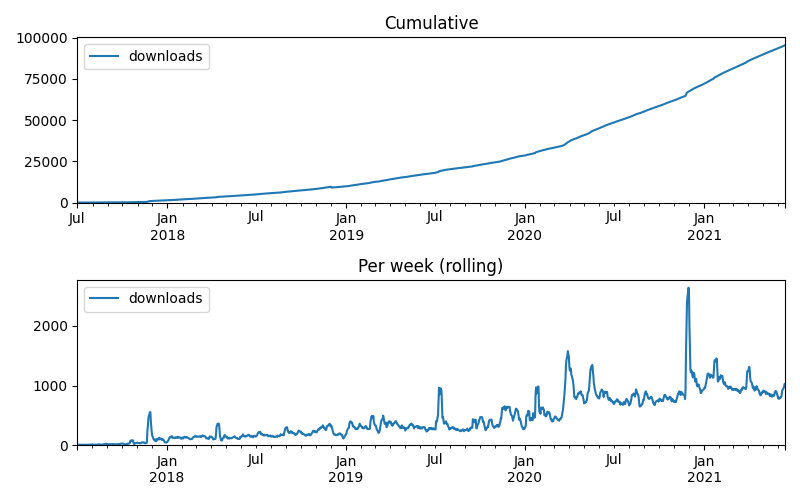 Cumulative
downloads
100000
75000
50000
25000
0
Jul Jan Jul Jan Jul Jan Jul Jan
2018 2019 2020 2021
Per week (rolling)
downloads
2000
1000
0
Jan Jul Jan Jul Jan Jul Jan
2018 2019 2020 2021